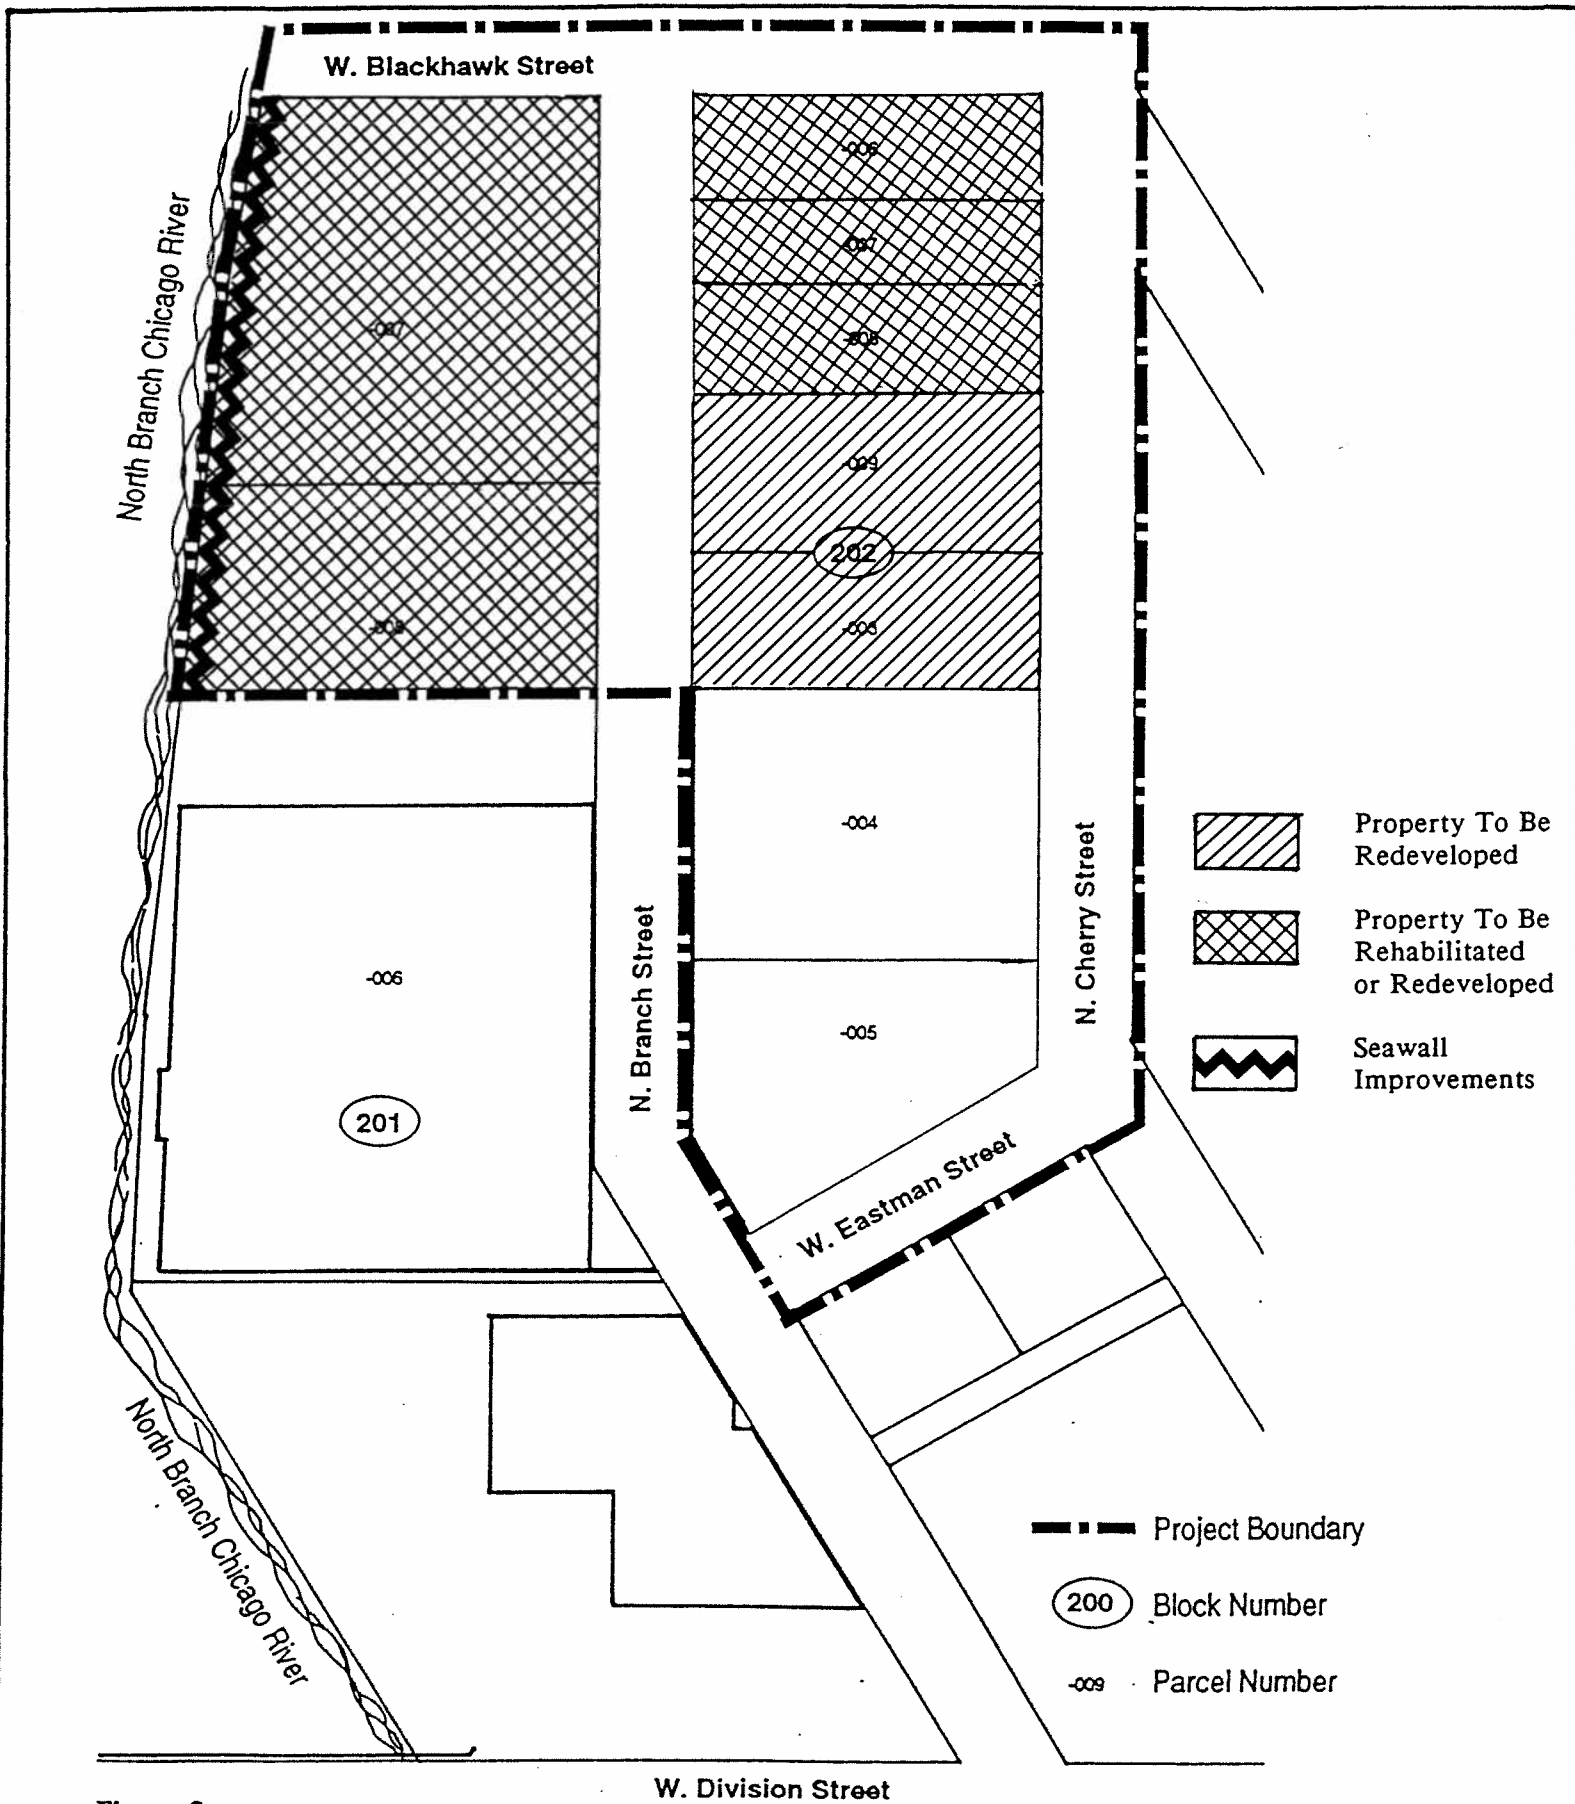 W. Blackhawk Street
North Branch Chicago River
-007
-006
-007
-008
-009
202
-004
-006
201
N. Branch Street
-005
N. Cherry Street
W. Eastman Street
North Branch Chicago River
W. Division Street
Property To Be
Redeveloped
Property To Be
Rehabilitated
or Redeveloped
Seawall
Improvements
Project Boundary
200 Block Number
-009 Parcel Number